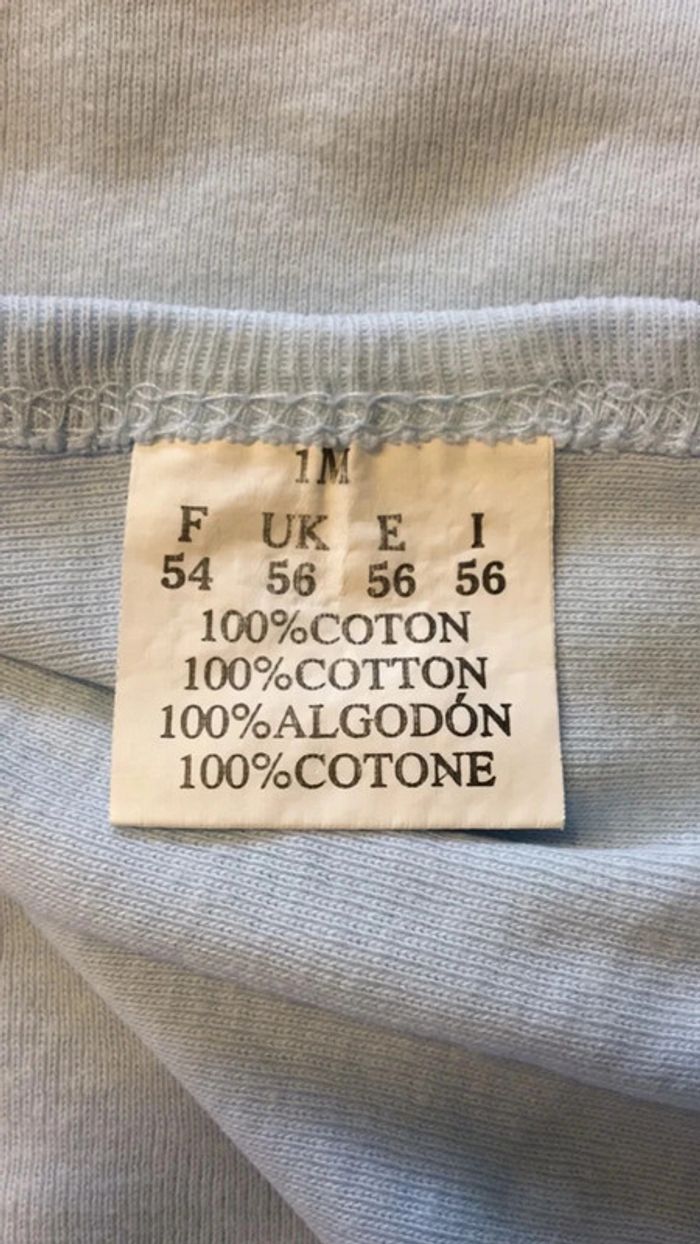 1M
F UK E I
54 56 56 56
100%COTON
100%COTTON
100%ALGODÓN
100%COTONE